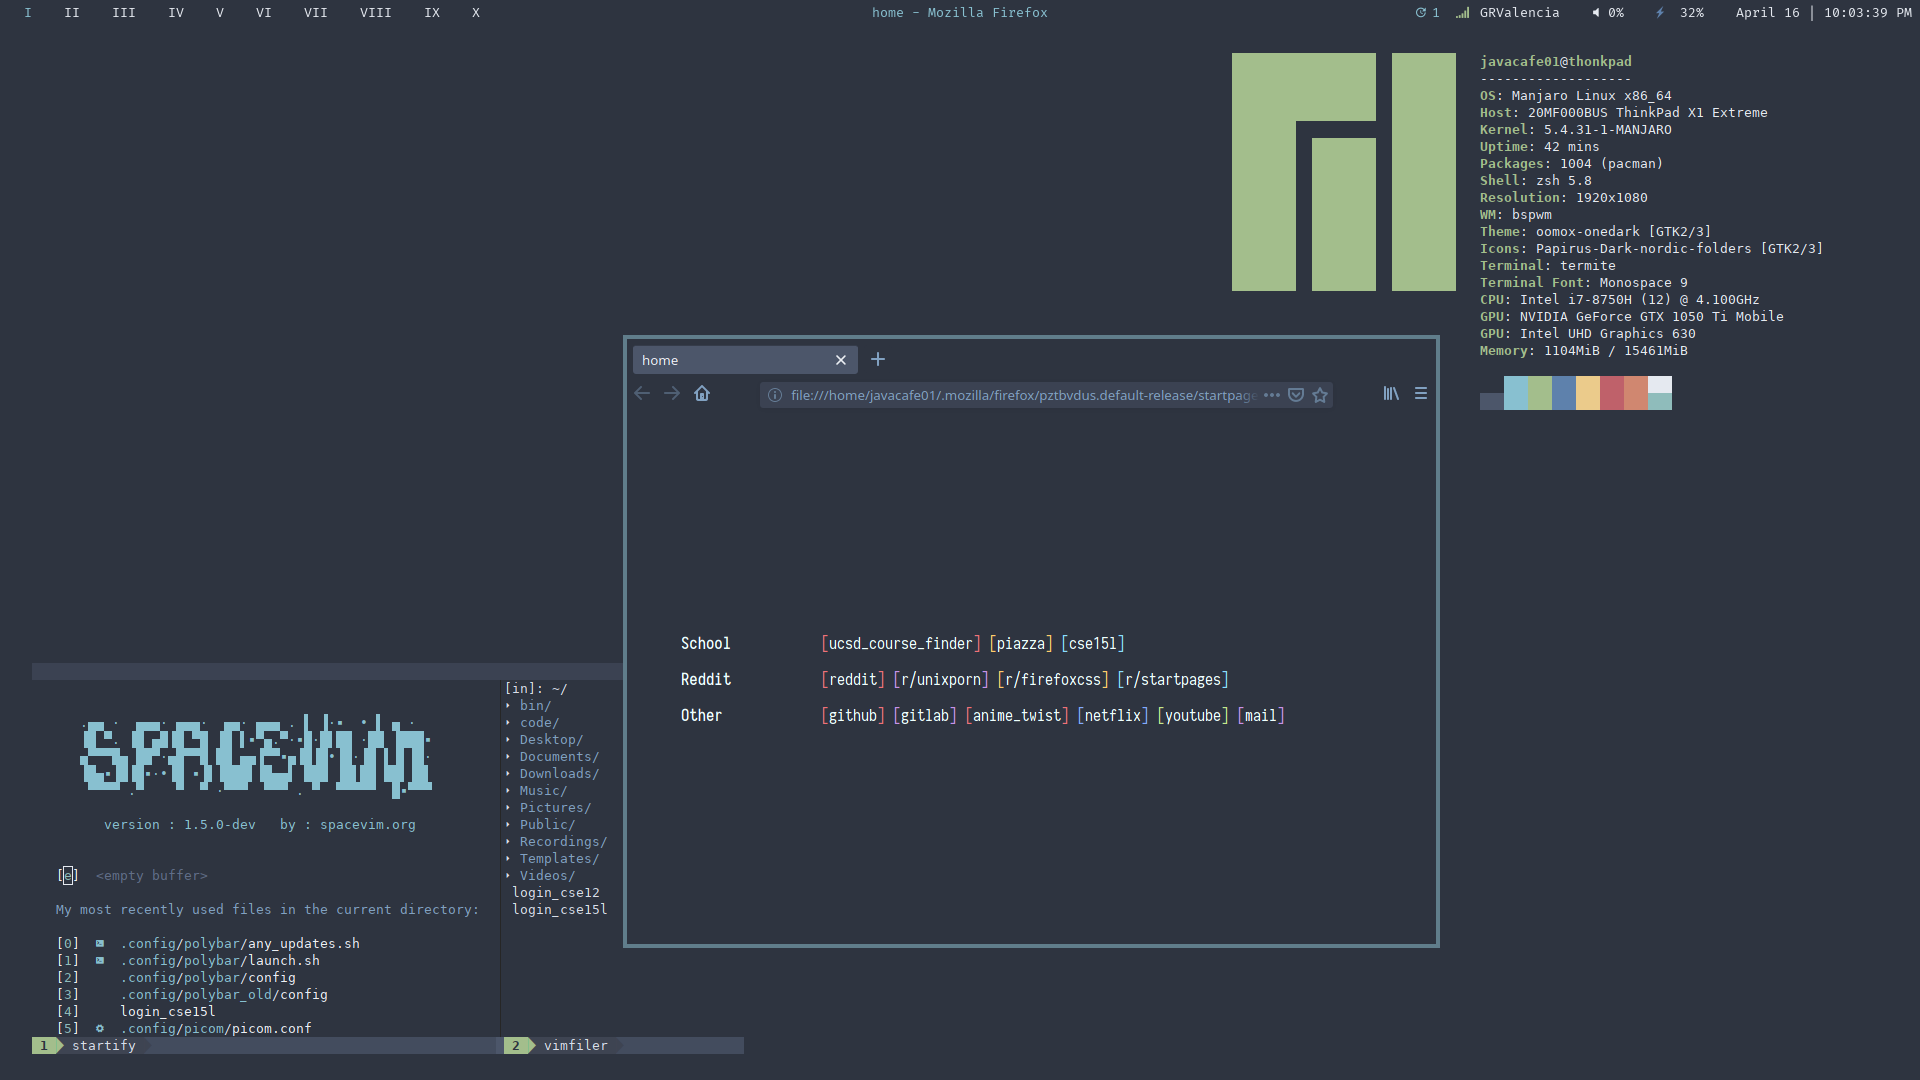 I II III IV V VI VII VIII IX X home - Mozilla Firefox 1 GRValencia 0% 32% April 16 | 10:03:39 PM
javacafe01@thonkpad
-------------------
OS: Manjaro Linux x86_64
Host: 20MF000BUS ThinkPad X1 Extreme
Kernel: 5.4.31-1-MANJARO
Uptime: 42 mins
Packages: 1004 (pacman)
Shell: zsh 5.8
Resolution: 1920x1080
WM: bspwm
Theme: oomox-onedark [GTK2/3]
Icons: Papirus-Dark-nordic-folders [GTK2/3]
Terminal: termite
Terminal Font: Monospace 9
CPU: Intel i7-8750H (12) @ 4.100GHz
GPU: NVIDIA GeForce GTX 1050 Ti Mobile
GPU: Intel UHD Graphics 630
Memory: 1104MiB / 15461MiB
home
file:///home/javacafe01/.mozilla/firefox/pztbvdus.default-release/startpage
School [ucsd_course_finder] [piazza] [cse15l]
Reddit [reddit] [r/unixporn] [r/firefoxcss] [r/startpages]
Other [github] [gitlab] [anime_twist] [netflix] [youtube] [mail]
SPACEVIM
version : 1.5.0-dev by : spacevim.org
[e] <empty buffer>
My most recently used files in the current directory:
[0] .config/polybar/any_updates.sh
[1] .config/polybar/launch.sh
[2] .config/polybar/config
[3] .config/polybar_old/config
[4] login_cse15l
[5] .config/picom/picom.conf
1 startify
[in]: ~/
bin/
code/
Desktop/
Documents/
Downloads/
Music/
Pictures/
Public/
Recordings/
Templates/
Videos/
login_cse12
login_cse15l
2 vimfiler